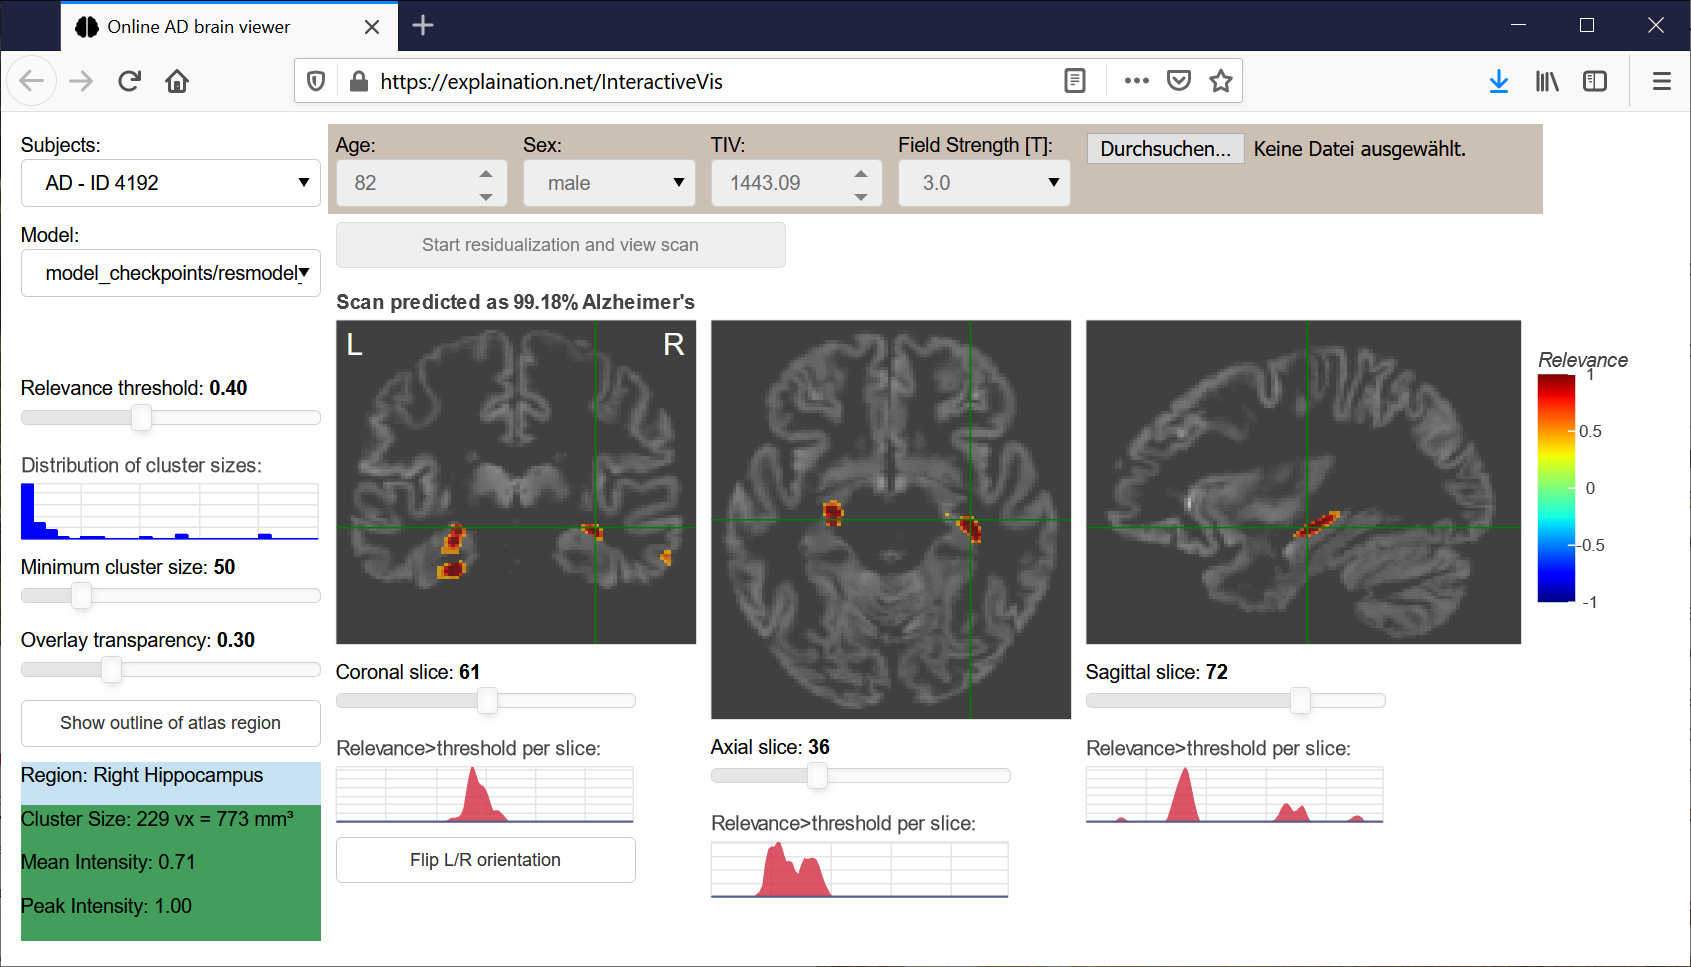 Online AD brain viewer
https://explaination.net/InteractiveVis
Subjects:
AD - ID 4192
Age:
82
Sex:
male
TIV:
1443.09
Field Strength [T]:
3.0
Durchsuchen... Keine Datei ausgewählt.
Model:
model_checkpoints/resmodel_
Start residualization and view scan
Scan predicted as 99.18% Alzheimer's
L R
Relevance
1
0.5
0
-0.5
-1
Relevance threshold: 0.40
Distribution of cluster sizes:
Minimum cluster size: 50
Overlay transparency: 0.30
Show outline of atlas region
Region: Right Hippocampus
Cluster Size: 229 vx = 773 mm³
Mean Intensity: 0.71
Peak Intensity: 1.00
Coronal slice: 61
Relevance>threshold per slice:
Flip L/R orientation
Axial slice: 36
Relevance>threshold per slice:
Sagittal slice: 72
Relevance>threshold per slice: